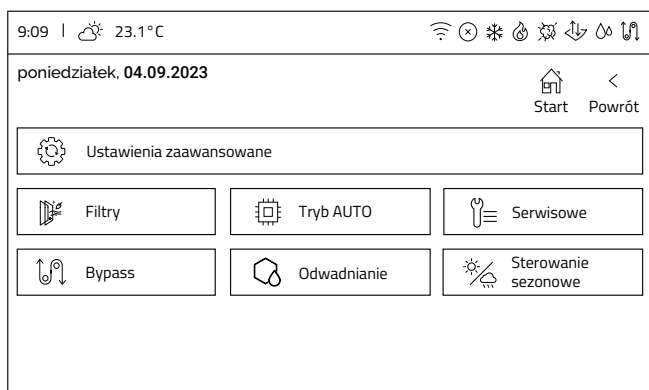 9:09 | 23.1°C
poniedziałek, 04.09.2023
Start Powrót
Ustawienia zaawansowane
Filtry Tryb AUTO Serwisowe
Bypass Odwadnianie Sterowanie
sezonowe